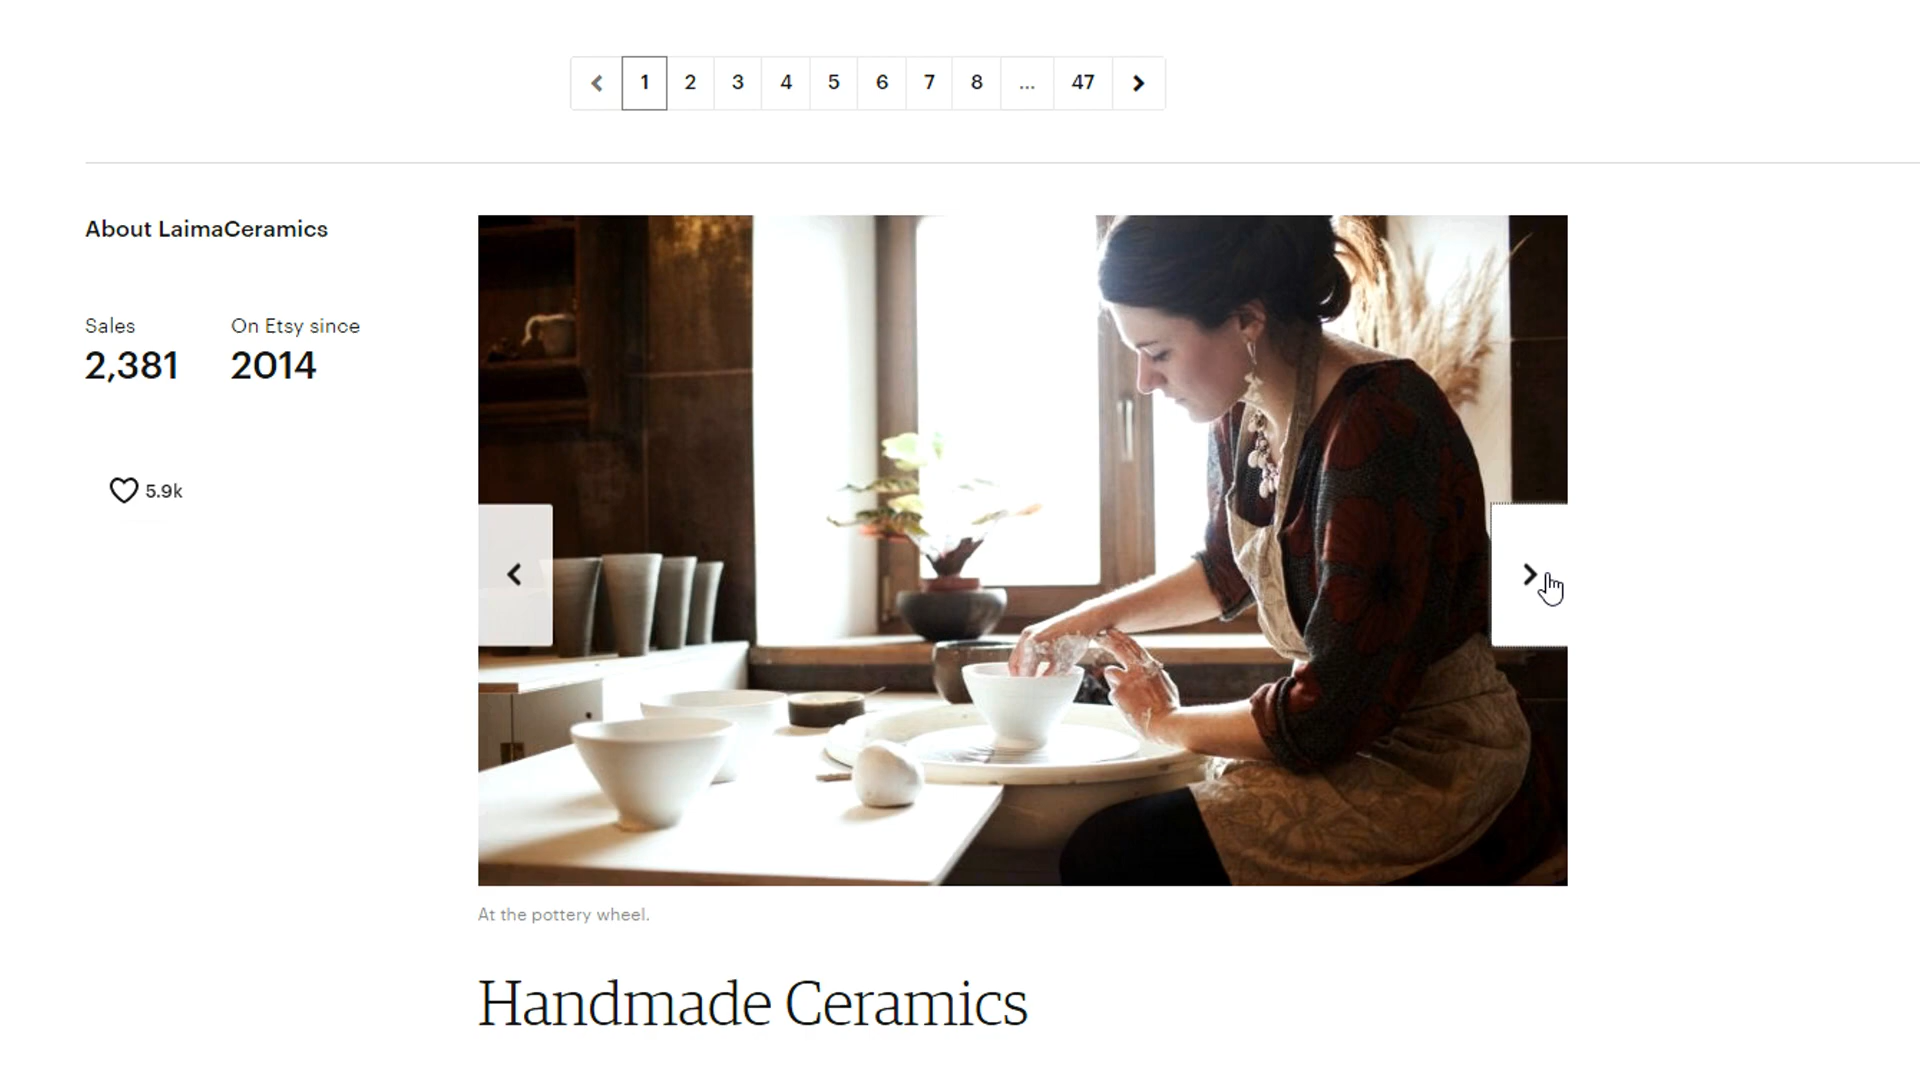 1 2 3 4 5 6 7 8 ... 47
About LaimaCeramics
Sales
2,381
On Etsy since
2014
5.9k
At the pottery wheel.
Handmade Ceramics